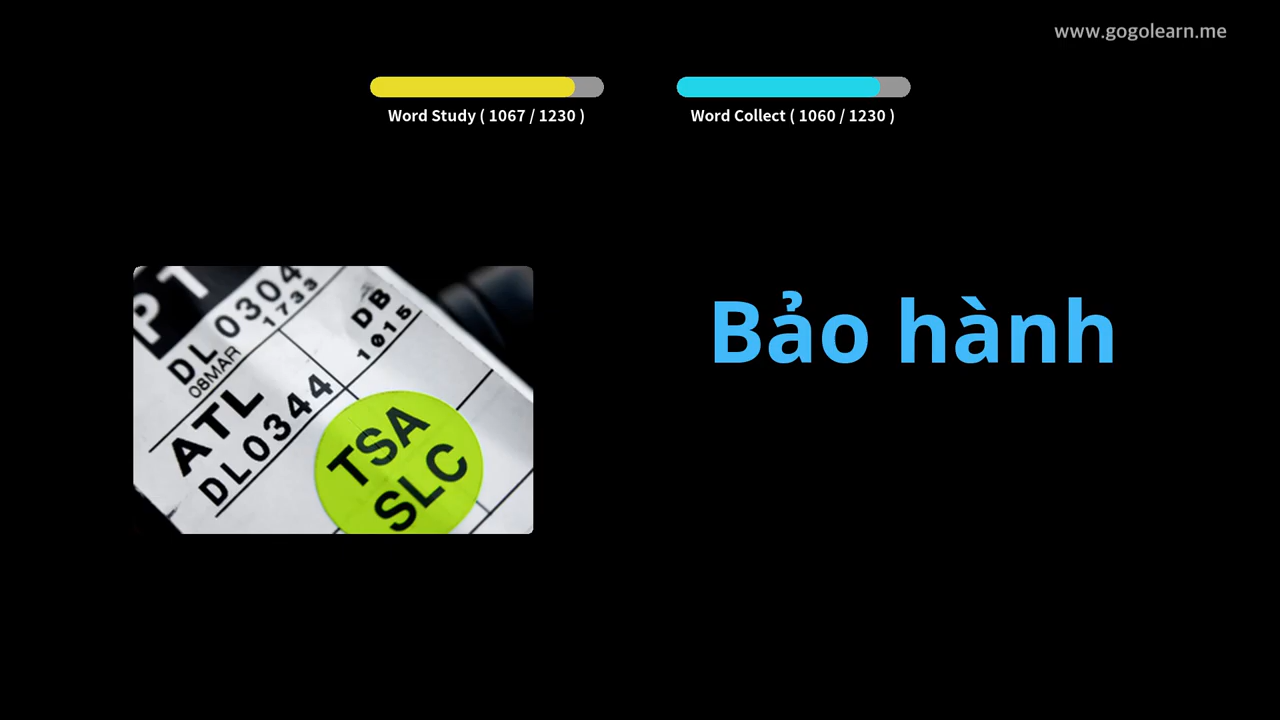 www.gogolearn.me
Word Study ( 1067 / 1230 )
Word Collect ( 1060 / 1230 )
Bảo hành
P1
DL0304
1733
08MAR
DB
1015
ATL
DL0344
TSA
SLC